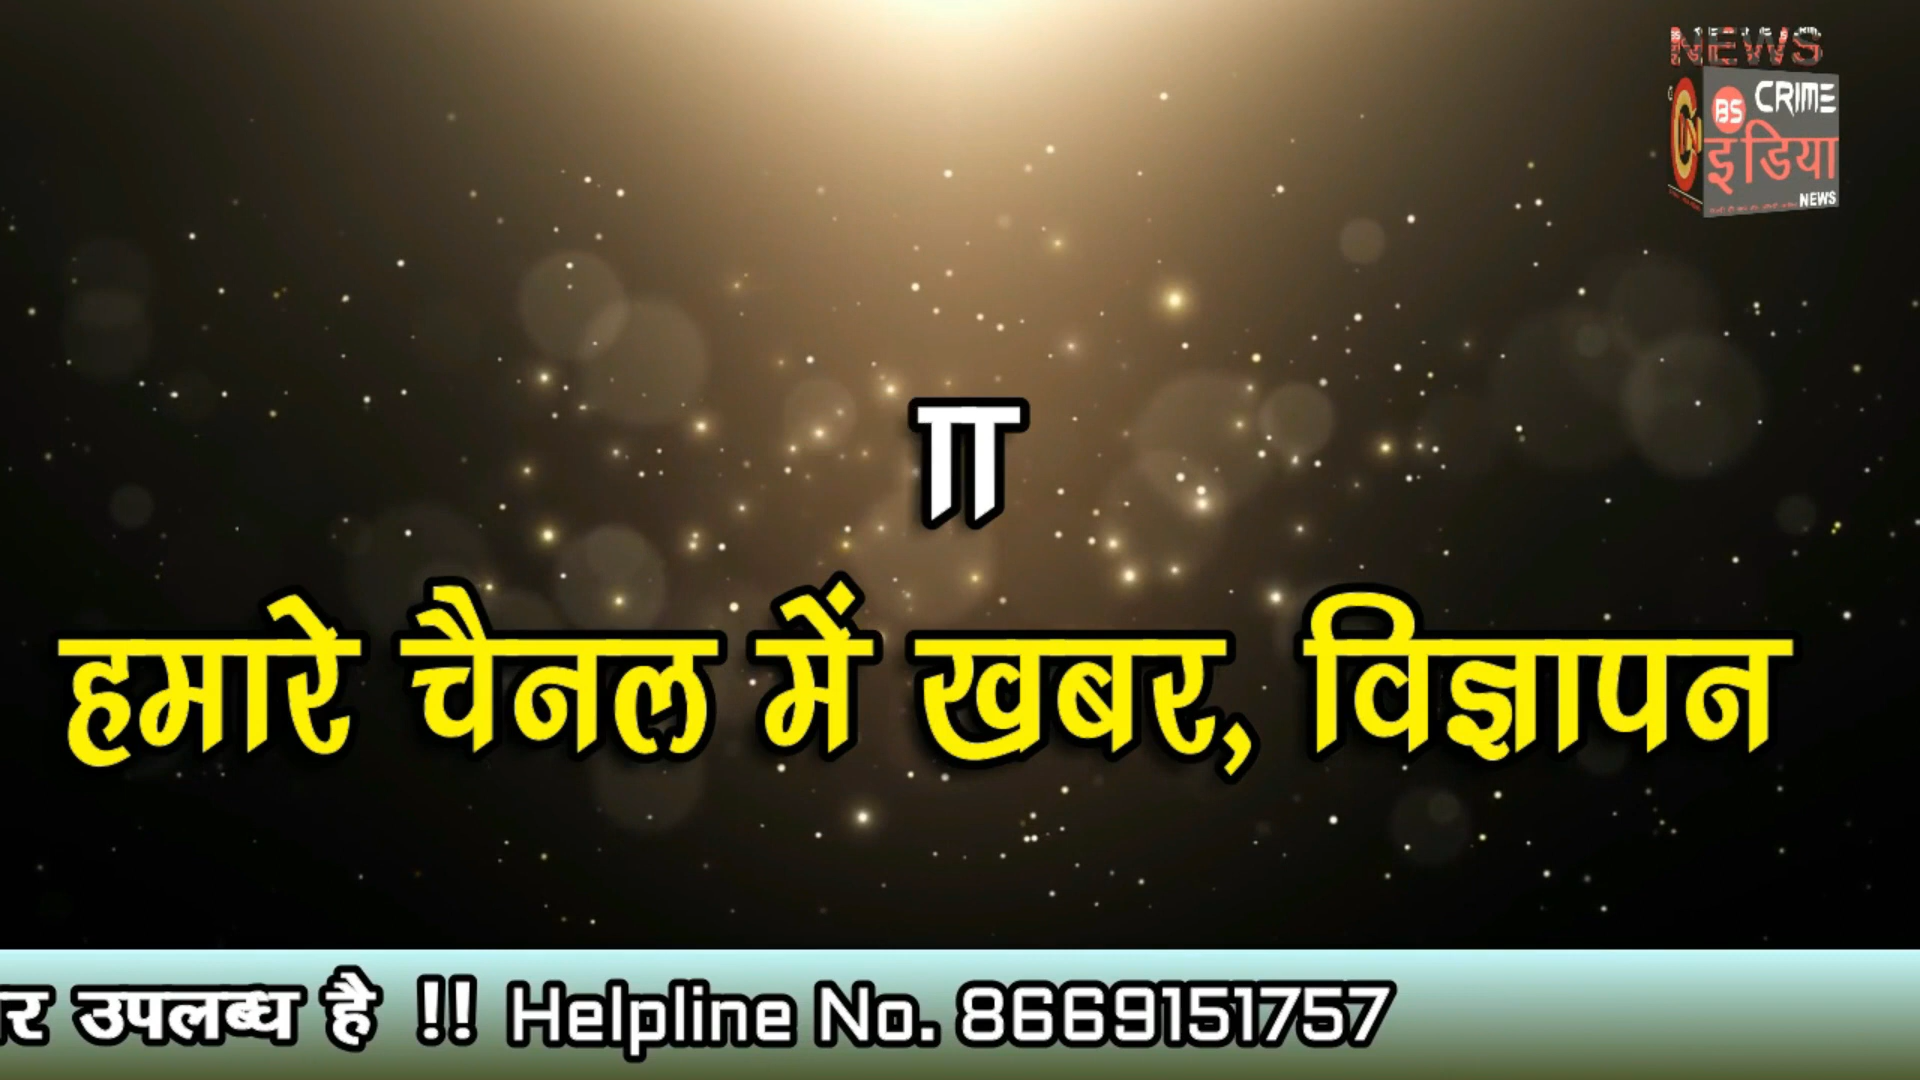 NEWS
BS CRIME
इंडिया
NEWS
ग
हमारे चैनल में खबर, विज्ञापन
र उपलब्ध है !! Helpline No. 8669151757